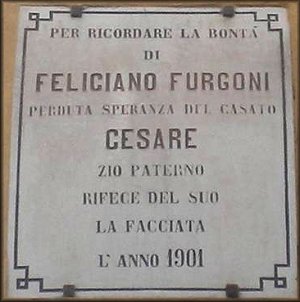 PER RICORDARE LA BONTÀ
DI
FELICIANO FURGONI
PERDUTA SPERANZA DEL CASATO
CESARE
ZIO PATERNO
RIFECE DEL SUO
LA FACCIATA
L'ANNO 1901